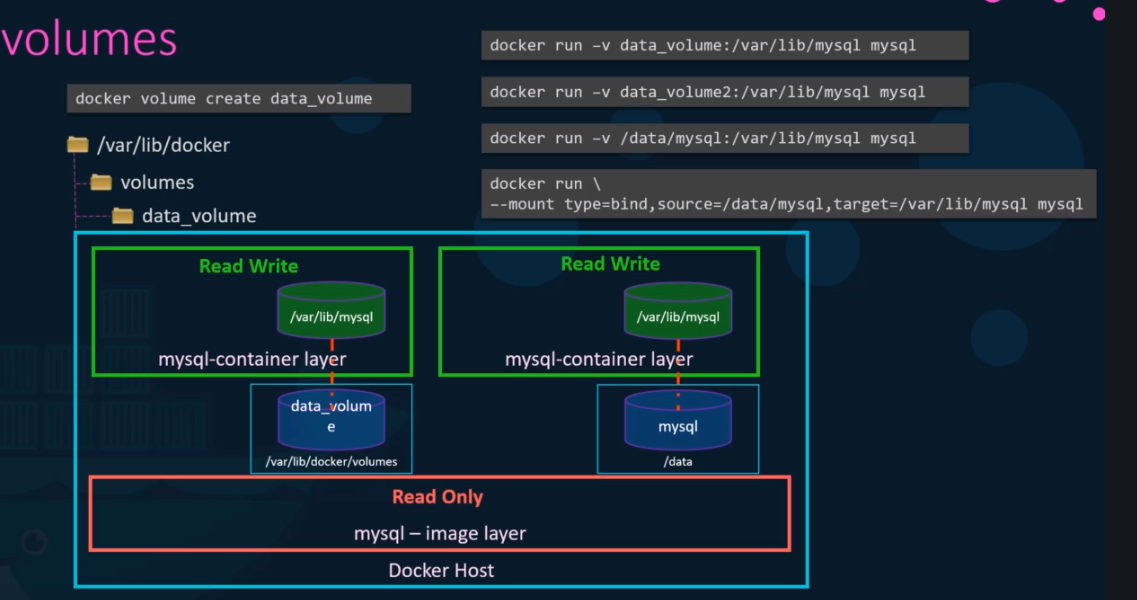 volumes
docker volume create data_volume
/var/lib/docker
volumes
data_volume
docker run –v data_volume:/var/lib/mysql mysql
docker run –v data_volume2:/var/lib/mysql mysql
docker run –v /data/mysql:/var/lib/mysql mysql
docker run \
--mount type=bind,source=/data/mysql,target=/var/lib/mysql mysql
Read Write
/var/lib/mysql
mysql-container layer
data_volum
e
/var/lib/docker/volumes
Read Write
/var/lib/mysql
mysql-container layer
mysql
/data
Read Only
mysql – image layer
Docker Host